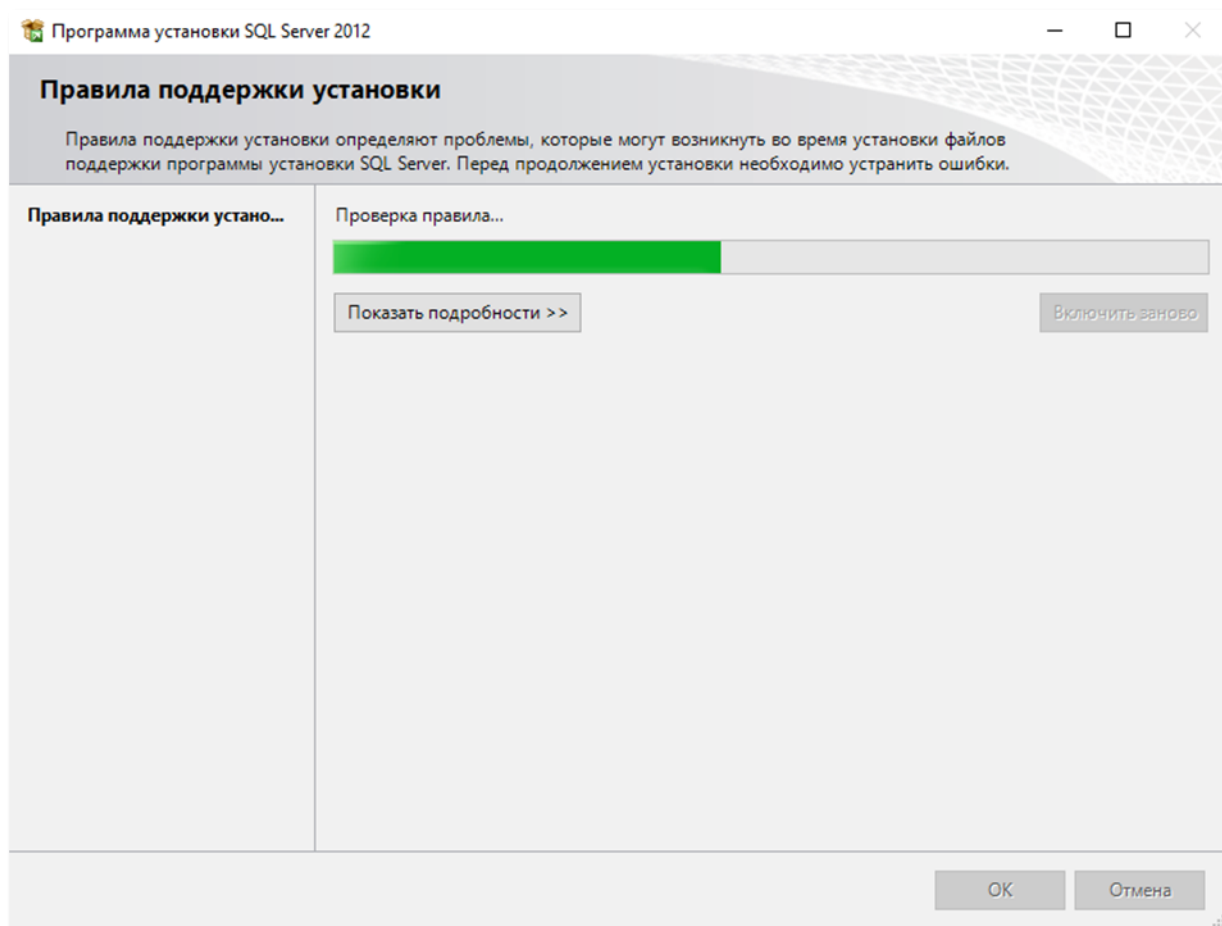 Программа установки SQL Server 2012
Правила поддержки установки
Правила поддержки установки определяют проблемы, которые могут возникнуть во время установки файлов
поддержки программы установки SQL Server. Перед продолжением установки необходимо устранить ошибки.
Правила поддержки устано...
Проверка правила...
Показать подробности >>
Включить заново
OK
Отмена